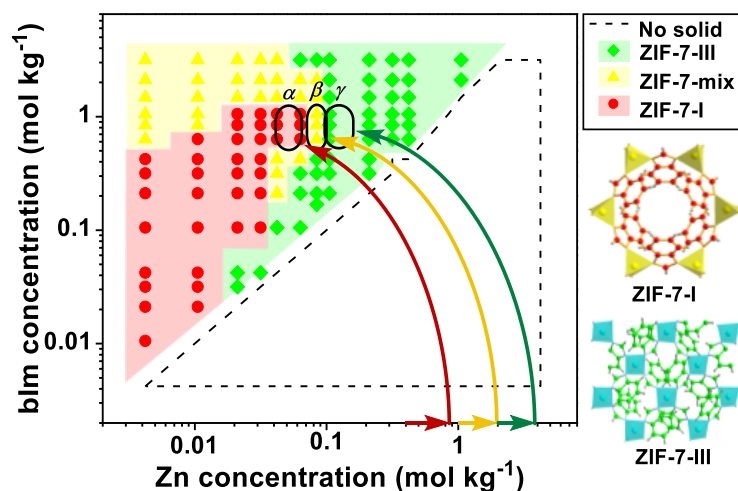 No solid
ZIF-7-III
ZIF-7-mix
ZIF-7-I
α β γ
10
1
0.1
0.01
bIm concentration (mol kg⁻¹)
0.01 0.1 1
Zn concentration (mol kg⁻¹)
ZIF-7-I
ZIF-7-III